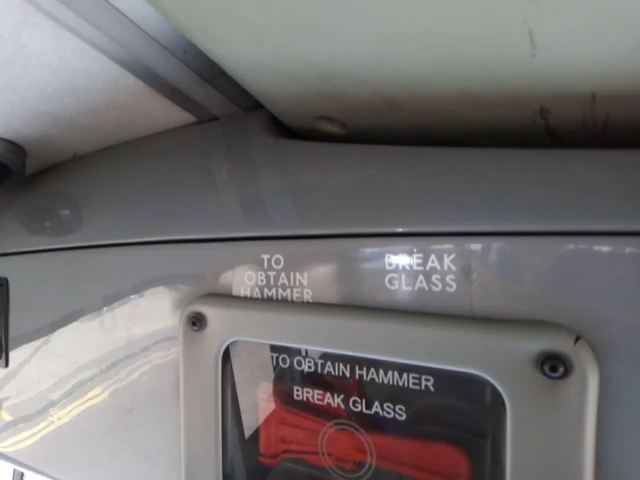 TO
OBTAIN
HAMMER
BREAK
GLASS
TO OBTAIN HAMMER
BREAK GLASS